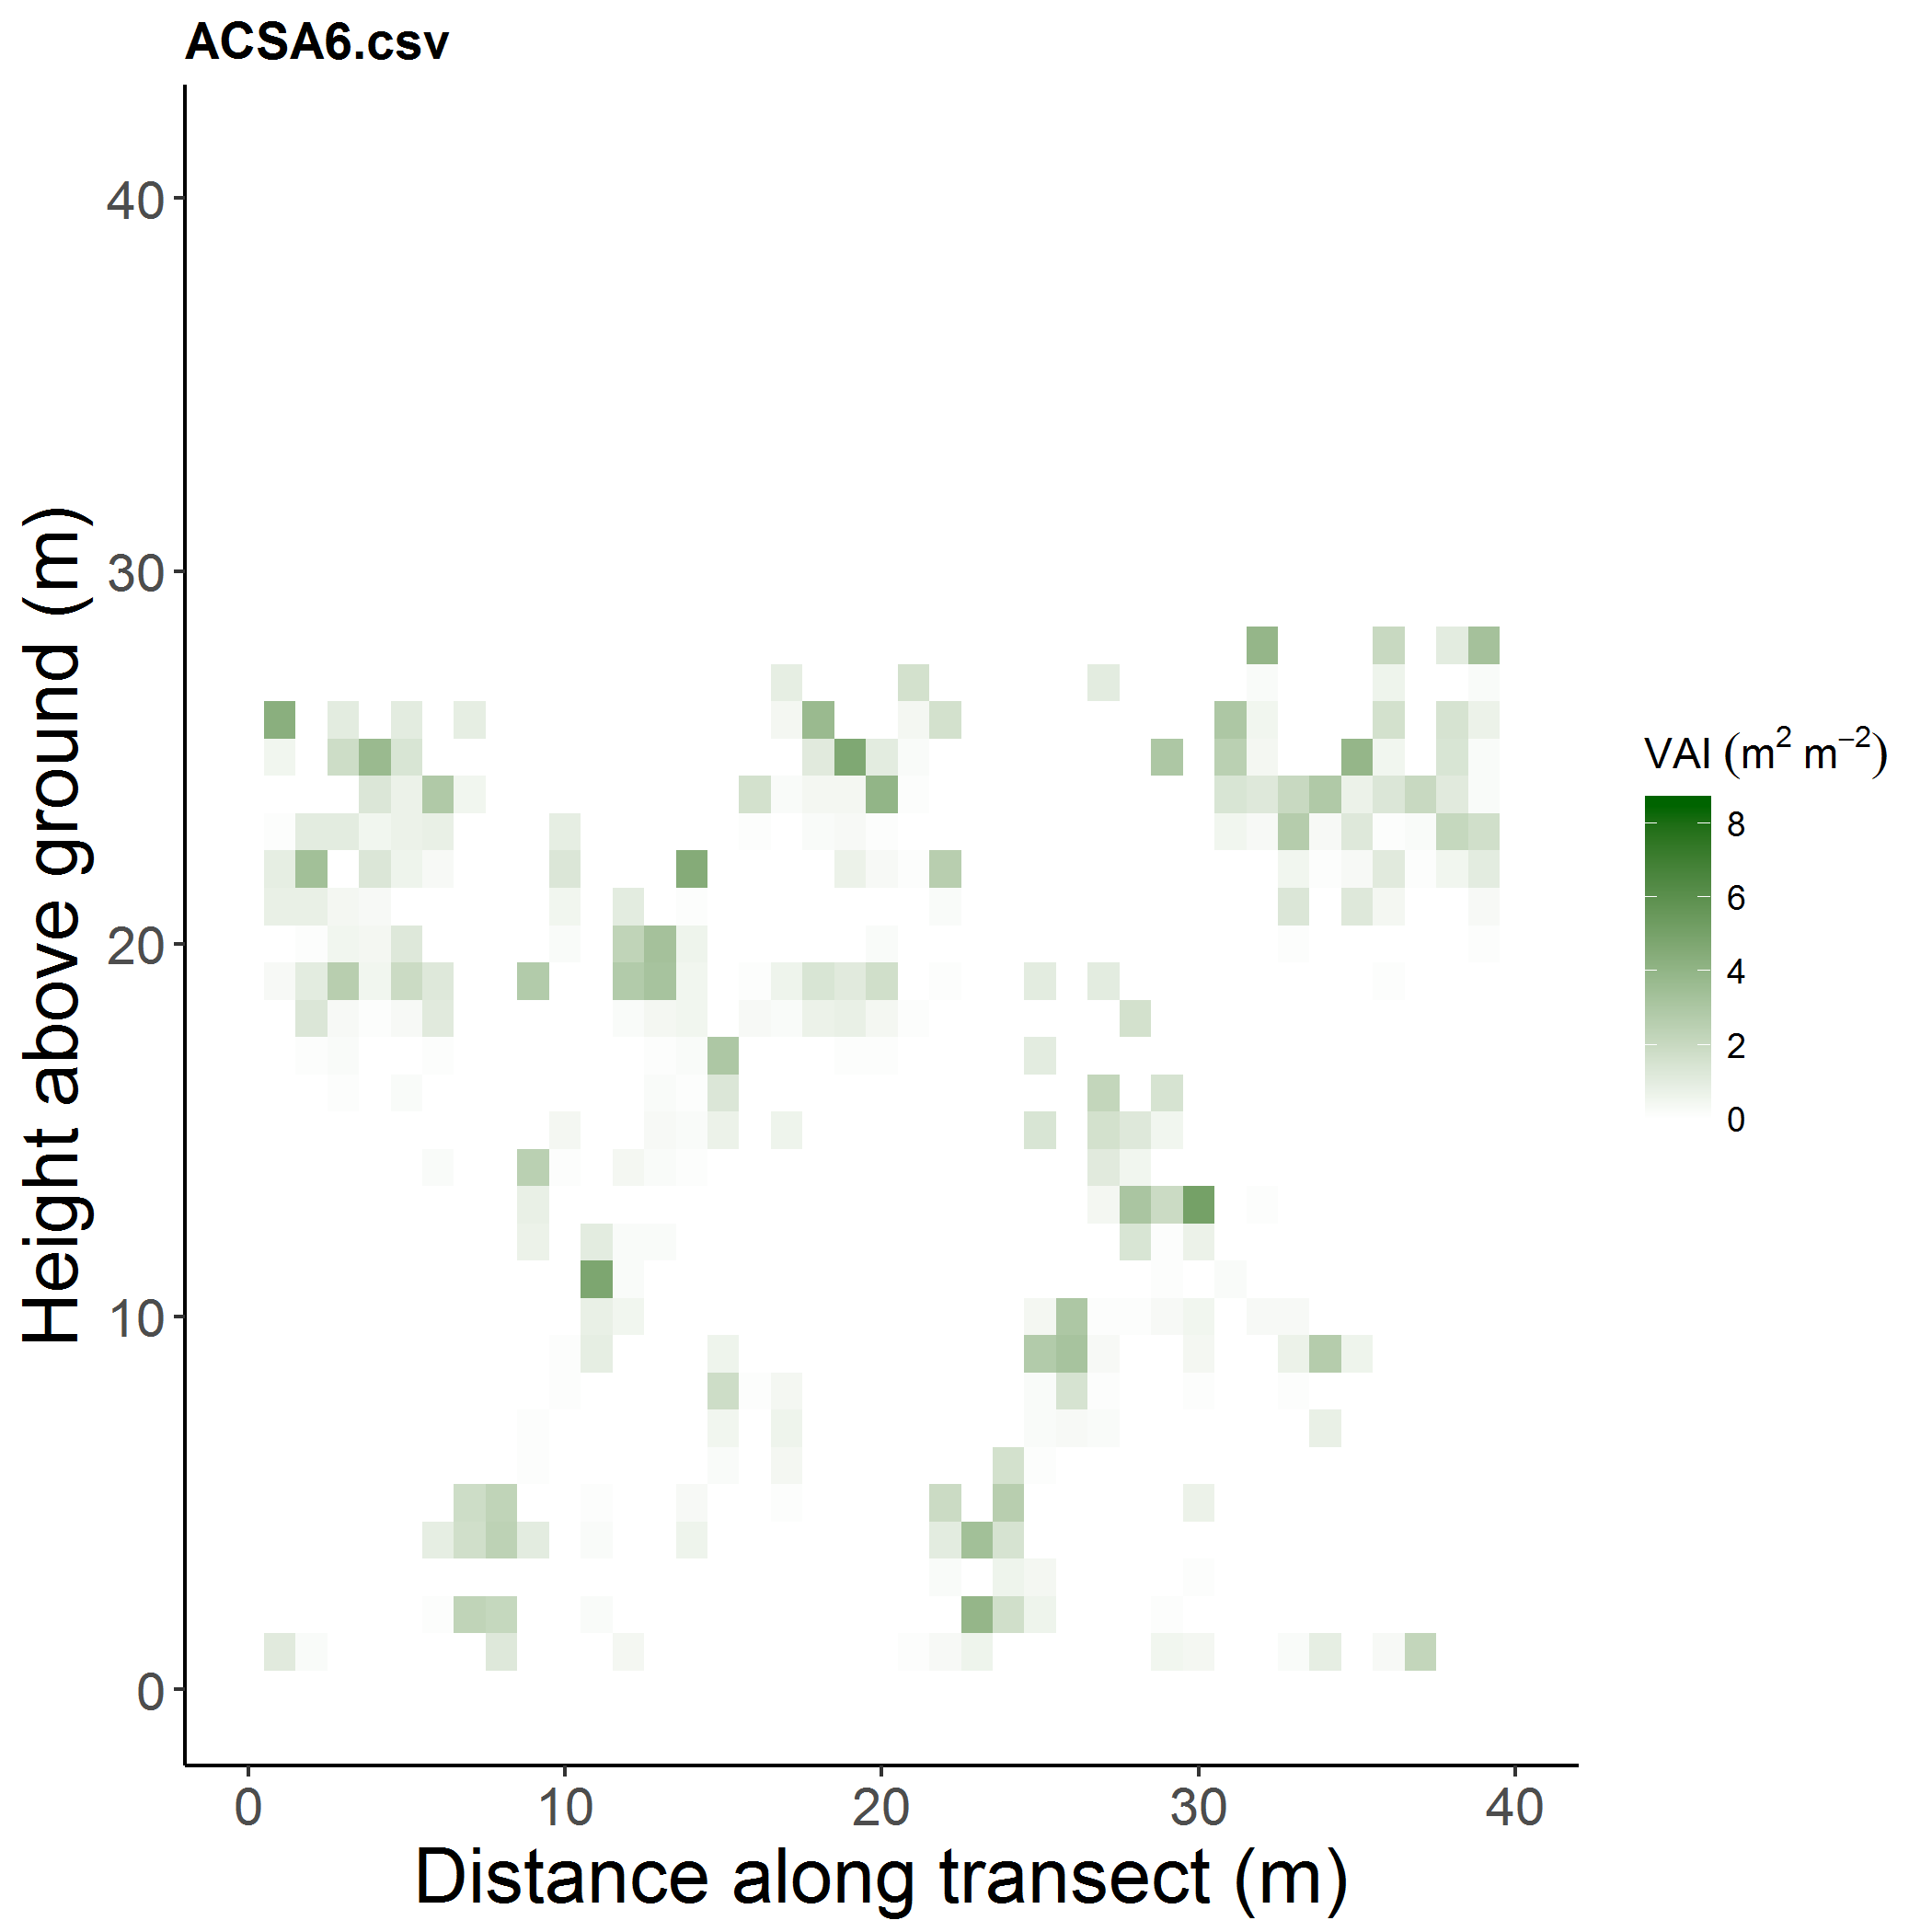 ACSA6.csv
Height above ground (m)
40
30
20
10
0
0 10 20 30 40
Distance along transect (m)
VAI (m² m⁻²)
8
6
4
2
0